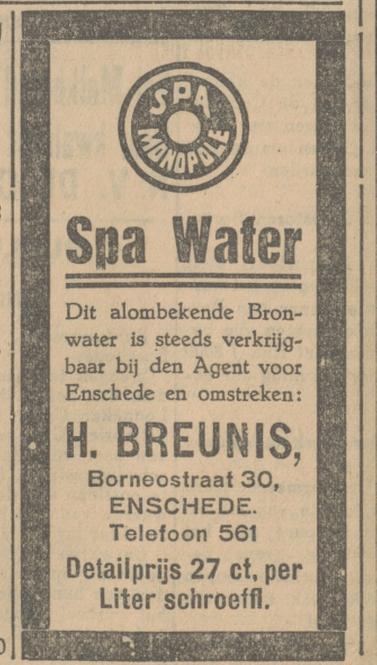 SPA
MONOPOLE
Spa Water
Dit alombekende Bron-
water is steeds verkrijg-
baar bij den Agent voor
Enschede en omstreken:
H. BREUNIS,
Borneostraat 30,
ENSCHEDE.
Telefoon 561
Detailprijs 27 ct, per
Liter schroeffl.